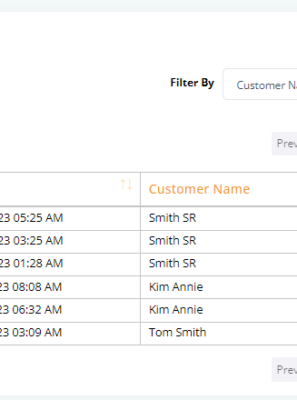 Filter By Customer Na
Prev
Customer Name
23 05:25 AM Smith SR
23 03:25 AM Smith SR
23 01:28 AM Smith SR
23 08:08 AM Kim Annie
23 06:32 AM Kim Annie
23 03:09 AM Tom Smith
Prev